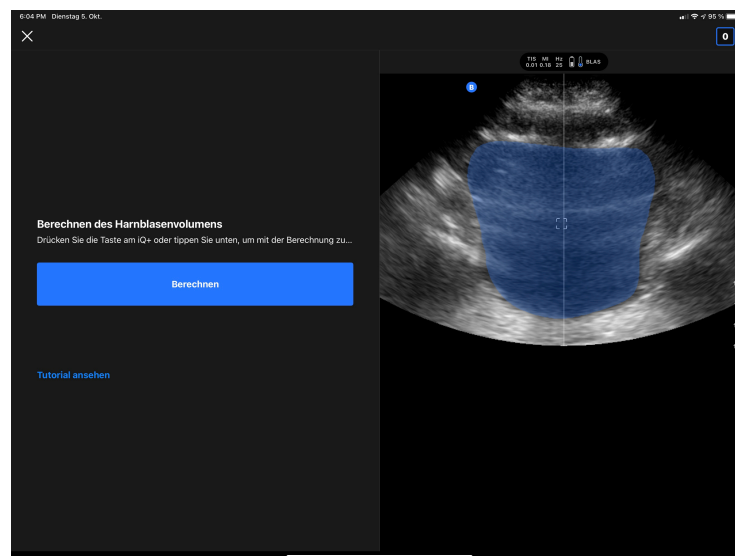 6:04 PM Dienstag 5. Okt.
95 %
0
TIS MI Hz
0.01 0.18 25
BLAS
B
Berechnen des Harnblasenvolumens
Drücken Sie die Taste am iQ+ oder tippen Sie unten, um mit der Berechnung zu...
Berechnen
Tutorial ansehen